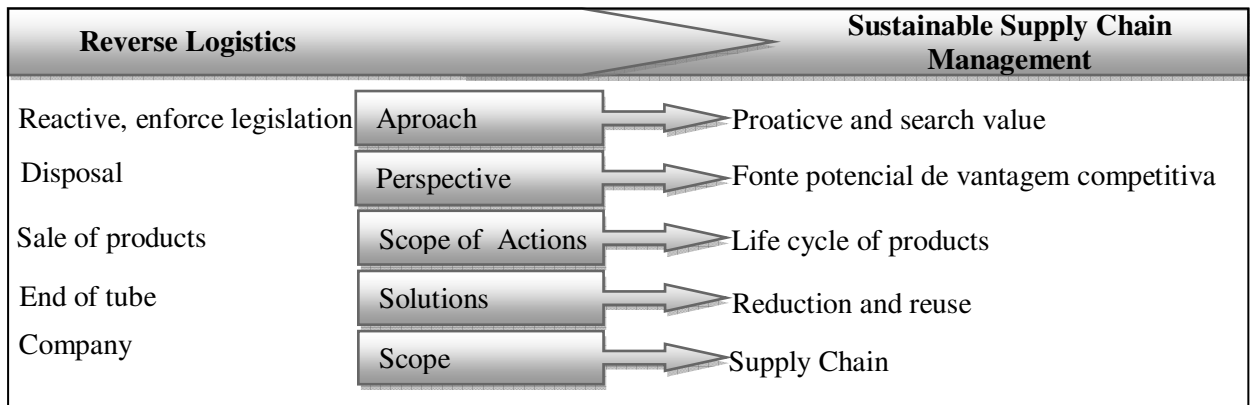 Reverse Logistics
Sustainable Supply Chain
Management
Reactive, enforce legislation Aproach Proaticve and search value
Disposal Perspective Fonte potencial de vantagem competitiva
Sale of products Scope of Actions Life cycle of products
End of tube Solutions Reduction and reuse
Company Scope Supply Chain